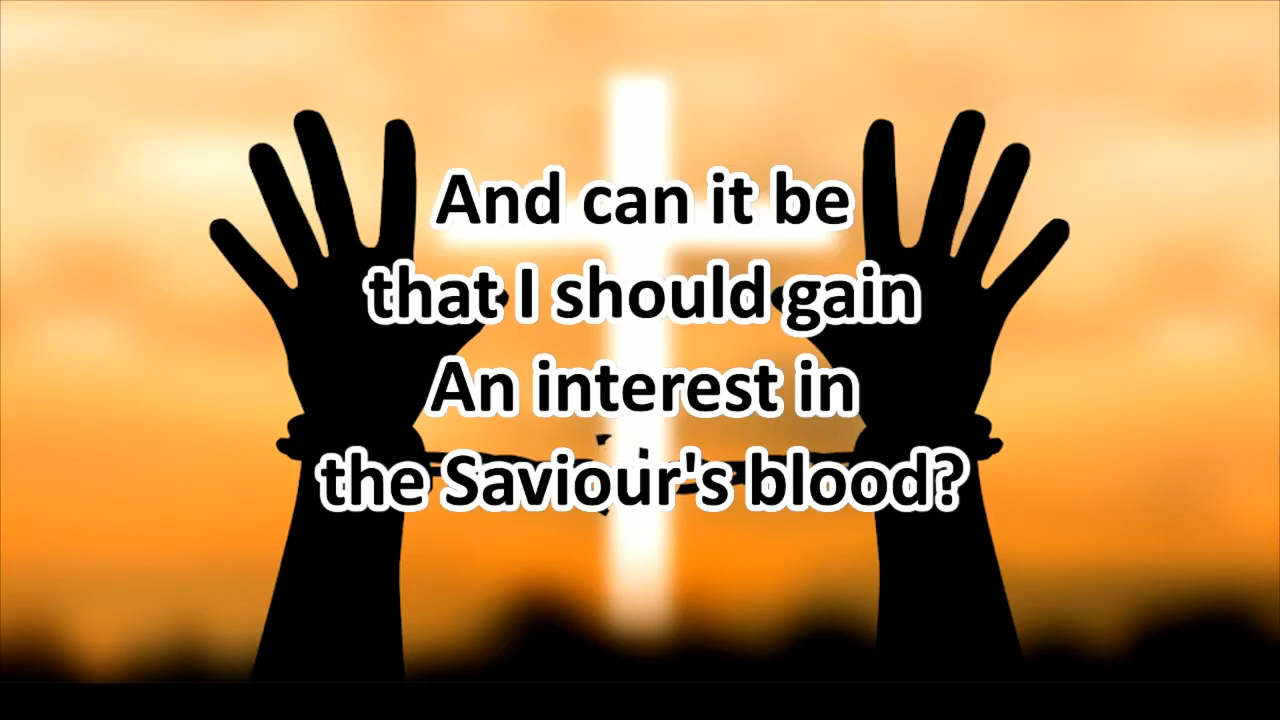 And can it be
that I should gain
An interest in
the Saviour's blood?